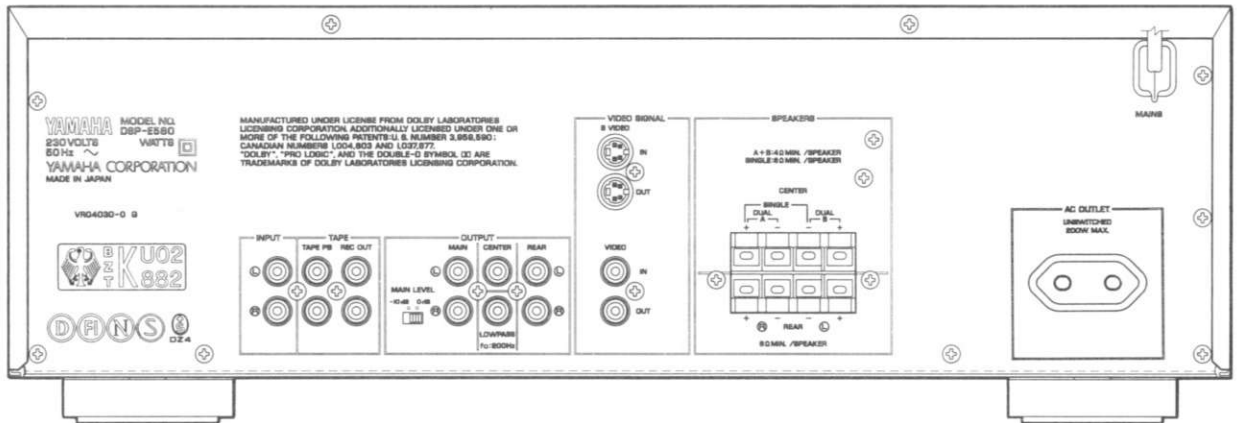 YAMAHA MODEL NO.
DSP-E580
230 VOLTS WATTS
50 Hz ~
YAMAHA CORPORATION
MADE IN JAPAN
VR04030-0 G
B Z T K U02 882
D FI N S
DZ4
MANUFACTURED UNDER LICENSE FROM DOLBY LABORATORIES
LICENSING CORPORATION. ADDITIONALLY LICENSED UNDER ONE OR
MORE OF THE FOLLOWING PATENTS: U. S. NUMBER 3,959,590;
CANADIAN NUMBERS 1,004,603 AND 1,037,877.
"DOLBY", "PRO LOGIC", AND THE DOUBLE-D SYMBOL ARE
TRADEMARKS OF DOLBY LABORATORIES LICENSING CORPORATION.
INPUT
L
R
TAPE
TAPE PB REC OUT
OUTPUT
MAIN CENTER REAR
L L
MAIN LEVEL
-10dB 0dB
R R
LOWPASS
fo:200Hz
VIDEO SIGNAL
S VIDEO
IN
OUT
VIDEO
IN
OUT
SPEAKERS
A + B:4Ω MIN. /SPEAKER
SINGLE:8Ω MIN. /SPEAKER
CENTER
SINGLE
DUAL A DUAL B
+ - - +
+ - - +
R REAR L
8Ω MIN. /SPEAKER
MAINS
AC OUTLET
UNSWITCHED
200W MAX.